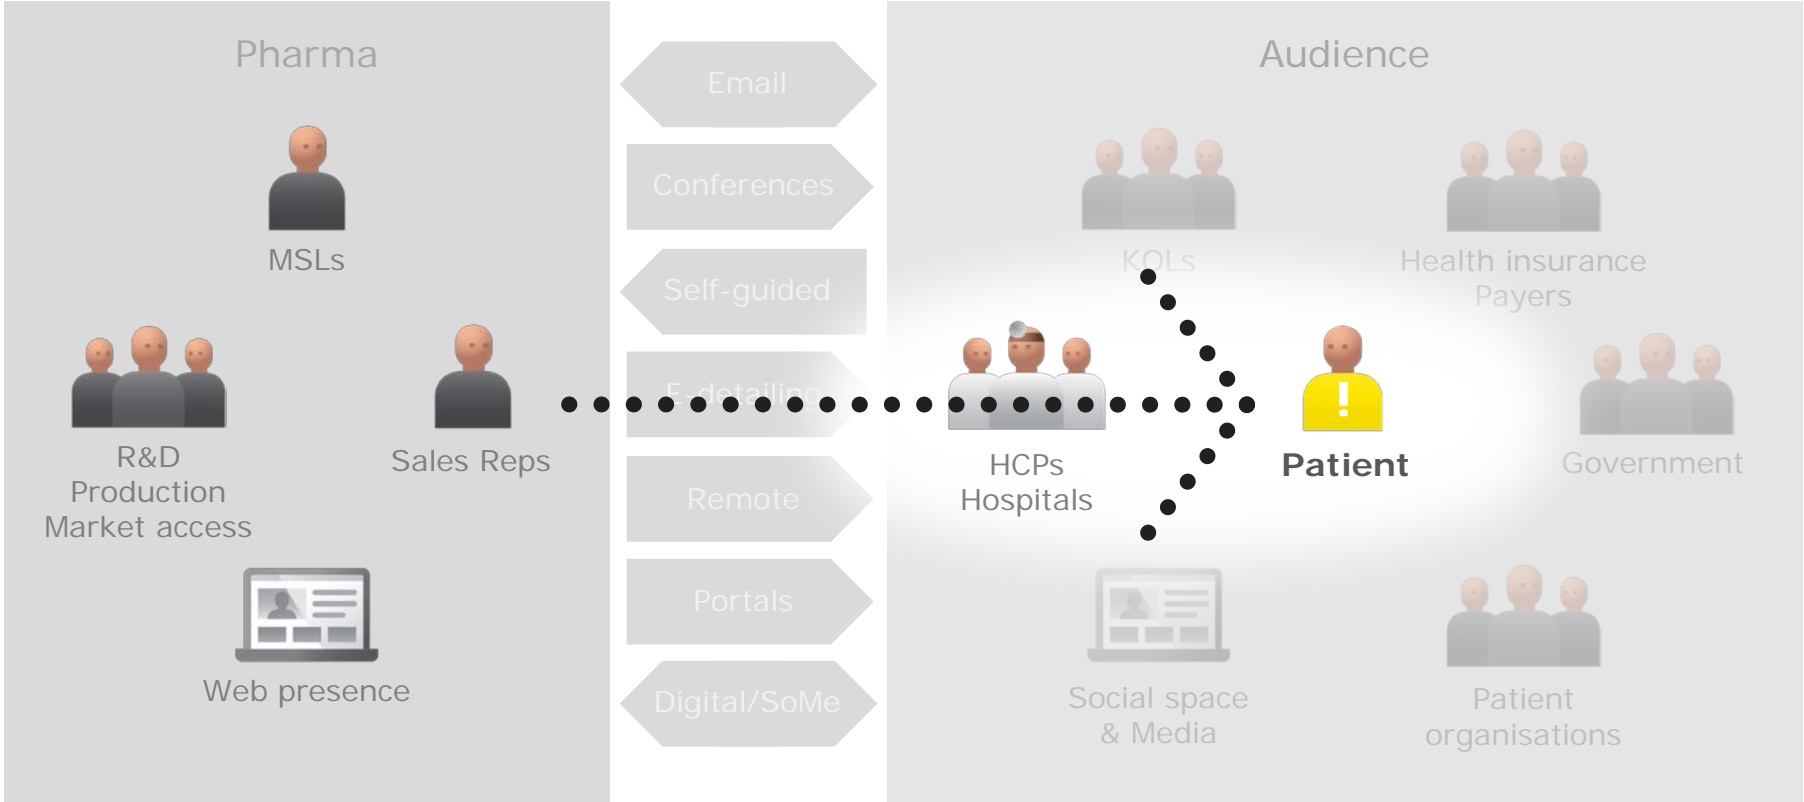 Pharma
MSLs
R&D
Production
Market access
Sales Reps
Web presence
Email
Conferences
Self-guided
E-detailing
Remote
Portals
Digital/SoMe
Audience
KOLs
Health insurance
Payers
HCPs
Hospitals
!
Patient
Government
Social space
& Media
Patient
organisations